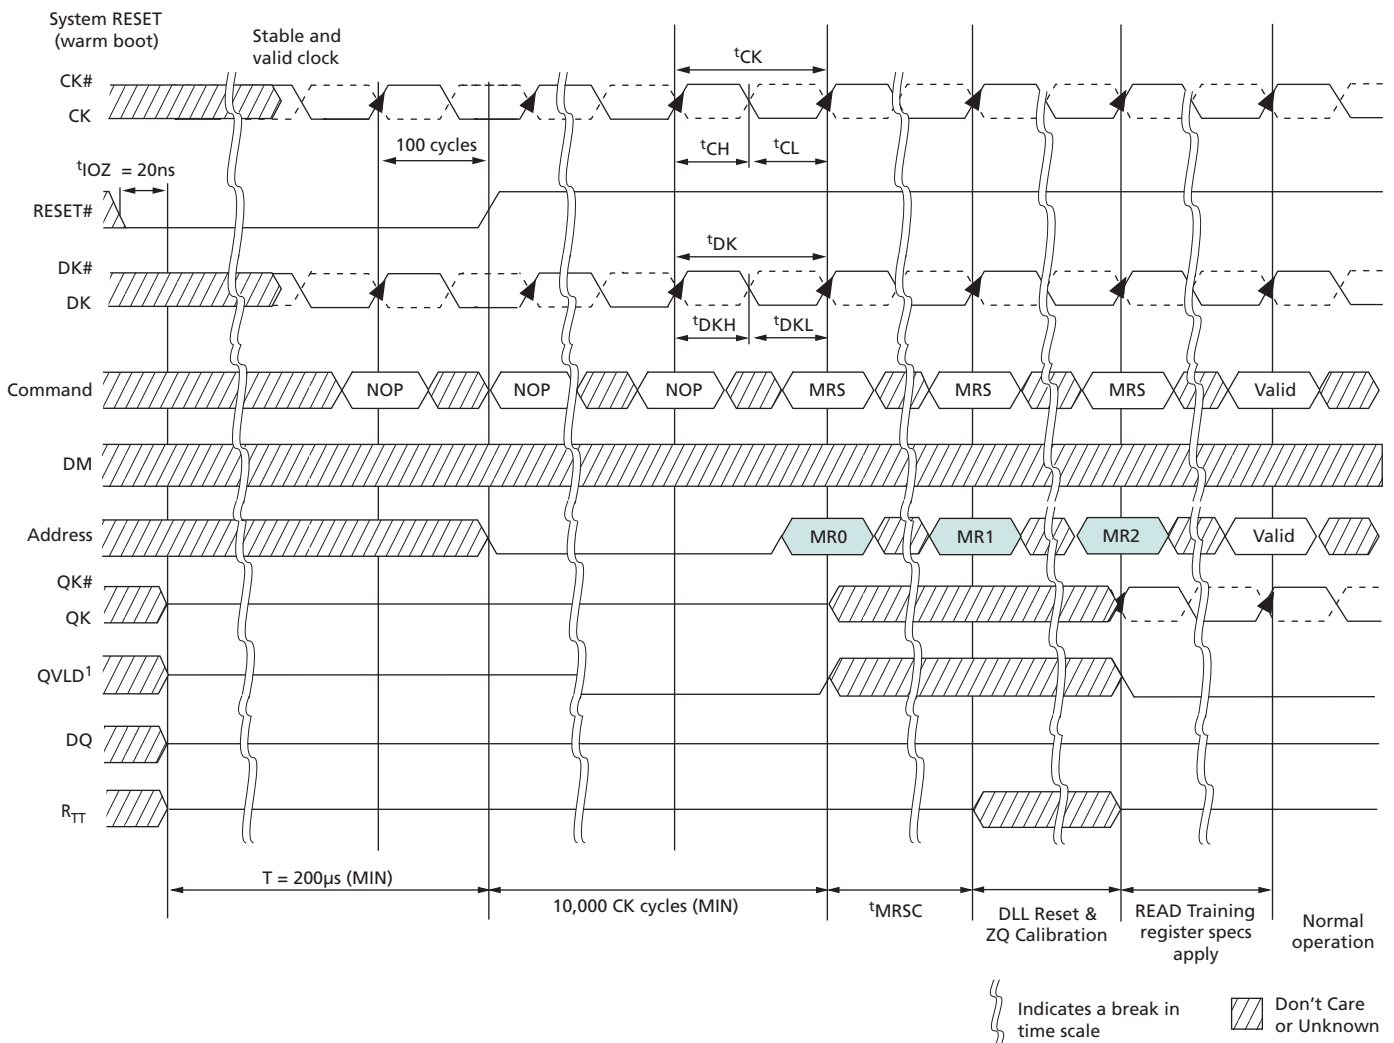 System RESET
(warm boot)
Stable and
valid clock
CK#
CK
tCK
100 cycles
tCH
tCL
tIOZ = 20ns
RESET#
DK#
DK
tDK
tDKH
tDKL
Command
NOP
NOP
NOP
MRS
MRS
MRS
Valid
DM
Address
MR0
MR1
MR2
Valid
QK#
QK
QVLD1
DQ
RTT
T = 200µs (MIN)
10,000 CK cycles (MIN)
tMRSC
DLL Reset &
ZQ Calibration
READ Training
register specs
apply
Normal
operation
Indicates a break in
time scale
Don't Care
or Unknown